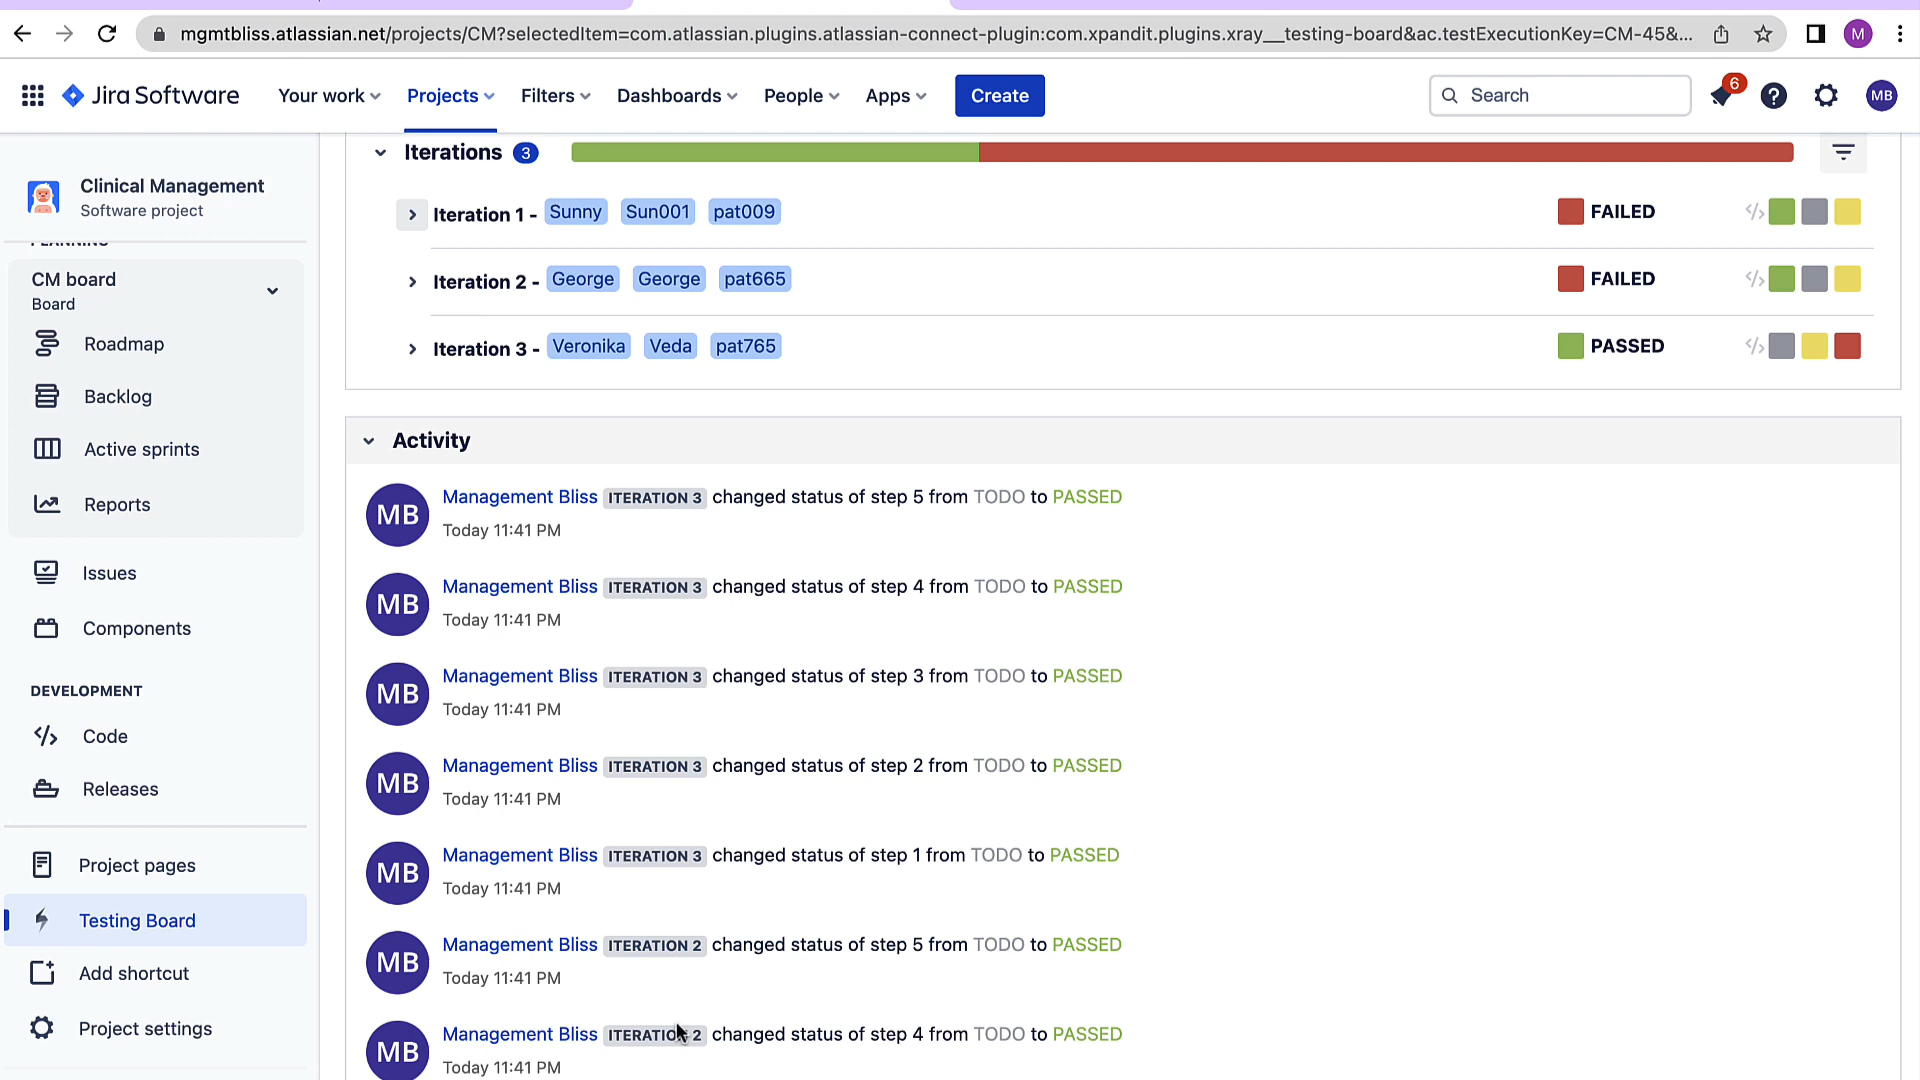 mgmtbliss.atlassian.net/projects/CM?selectedItem=com.atlassian.plugins.atlassian-connect-plugin:com.xpandit.plugins.xray__testing-board&ac.testExecutionKey=CM-45&... M
Jira Software Your work Projects Filters Dashboards People Apps Create Search 6 MB
Clinical Management
Software project
PLANNING
CM board
Board
Roadmap
Backlog
Active sprints
Reports
Issues
Components
DEVELOPMENT
Code
Releases
Project pages
Testing Board
Add shortcut
Project settings
Iterations 3
Iteration 1 - Sunny Sun001 pat009 FAILED
Iteration 2 - George George pat665 FAILED
Iteration 3 - Veronika Veda pat765 PASSED
Activity
MB Management Bliss ITERATION 3 changed status of step 5 from TODO to PASSED
Today 11:41 PM
MB Management Bliss ITERATION 3 changed status of step 4 from TODO to PASSED
Today 11:41 PM
MB Management Bliss ITERATION 3 changed status of step 3 from TODO to PASSED
Today 11:41 PM
MB Management Bliss ITERATION 3 changed status of step 2 from TODO to PASSED
Today 11:41 PM
MB Management Bliss ITERATION 3 changed status of step 1 from TODO to PASSED
Today 11:41 PM
MB Management Bliss ITERATION 2 changed status of step 5 from TODO to PASSED
Today 11:41 PM
MB Management Bliss ITERATION 2 changed status of step 4 from TODO to PASSED
Today 11:41 PM